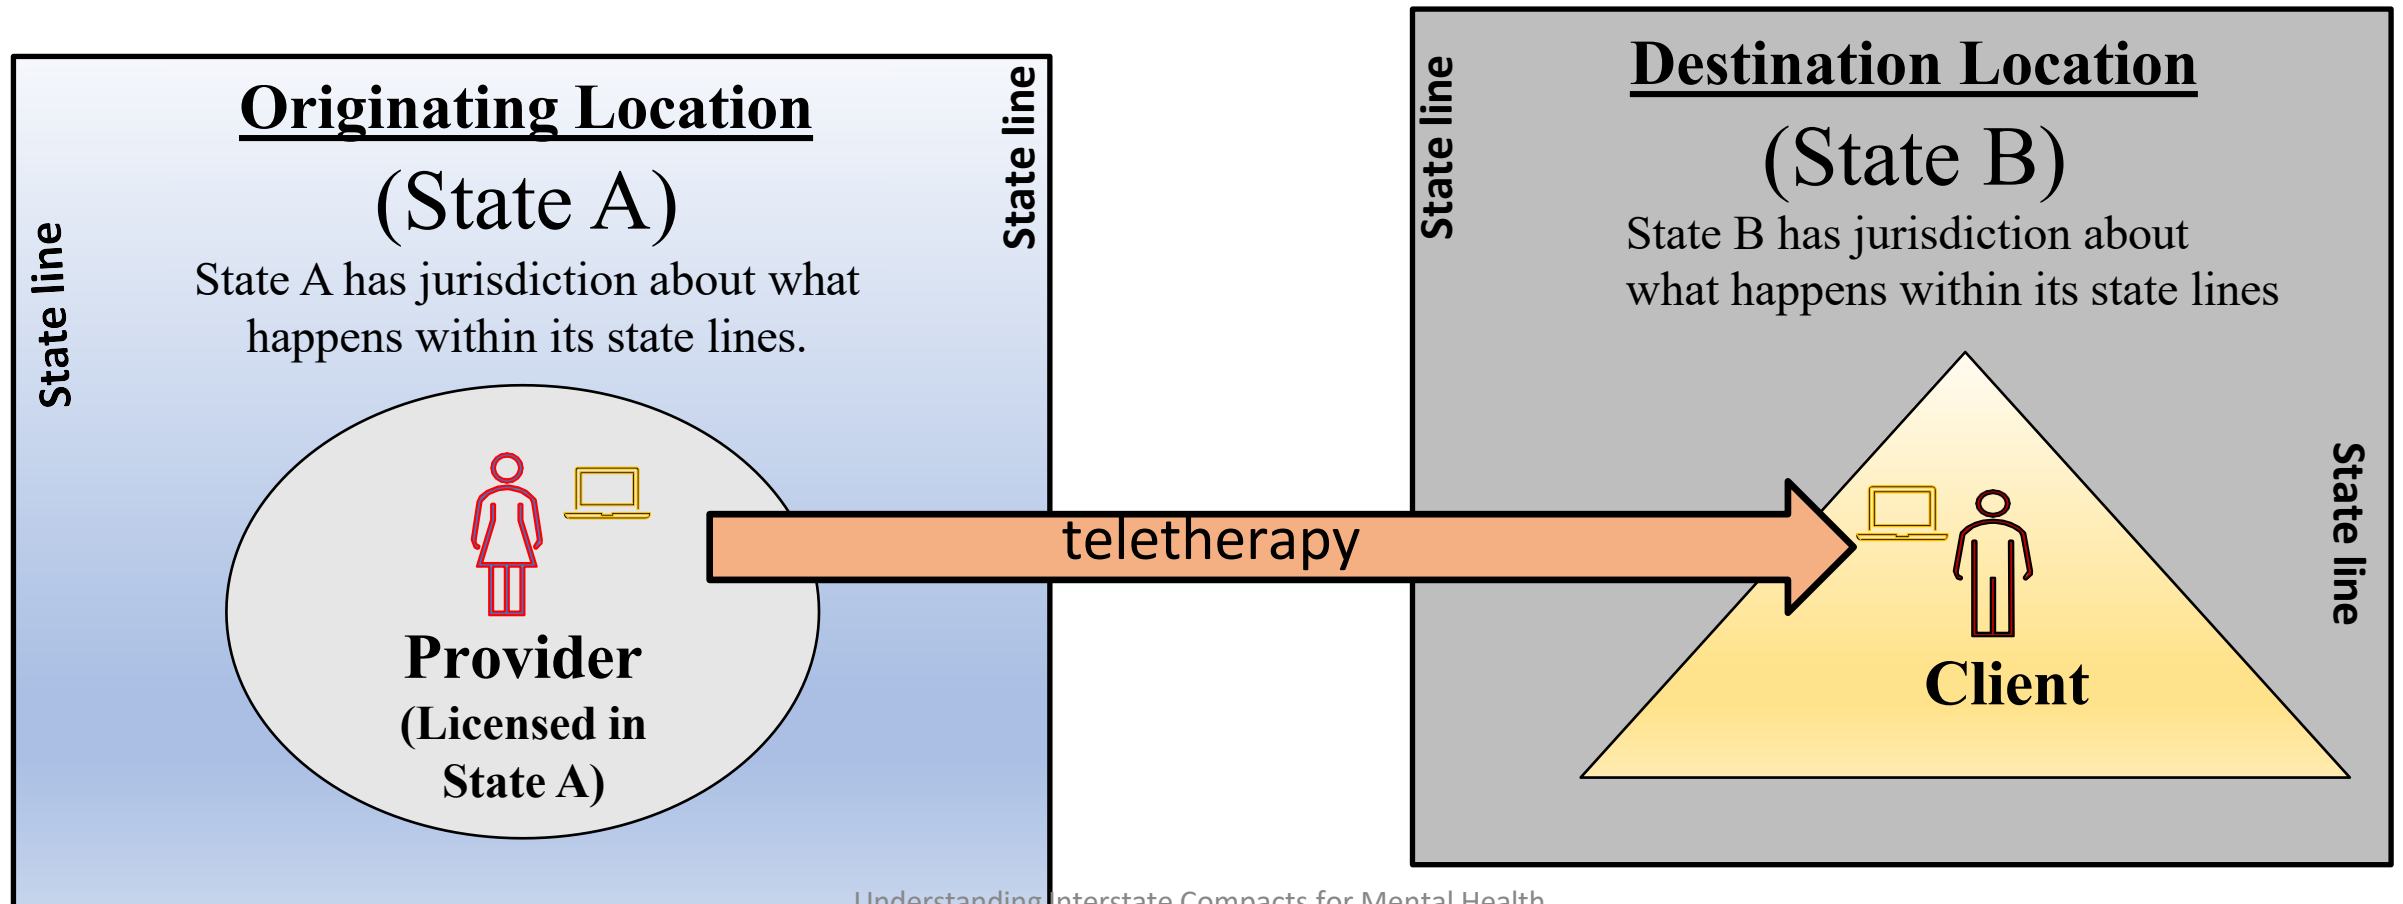 Originating Location
(State A)
State A has jurisdiction about what
happens within its state lines.
State line
State line
Provider
(Licensed in
State A)
teletherapy
Destination Location
(State B)
State B has jurisdiction about
what happens within its state lines
State line
State line
Client
Understanding Interstate Compacts for Mental Health